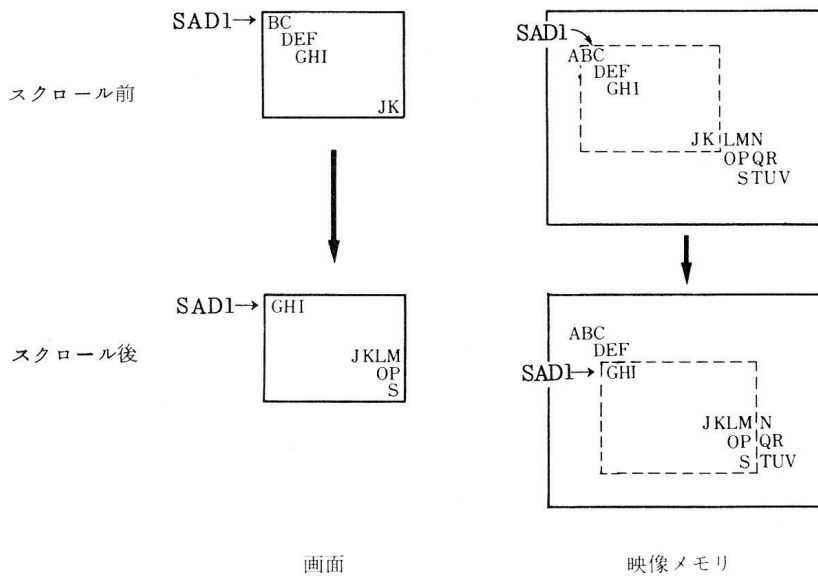 スクロール前
SAD1→
BC
DEF
GHI
JK
SAD1
ABC
DEF
GHI
JK LMN
OPQR
STUV
スクロール後
SAD1→
GHI
JKLM
OP
S
ABC
DEF
SAD1→
GHI
JKLM N
OP QR
S TUV
画面
映像メモリ